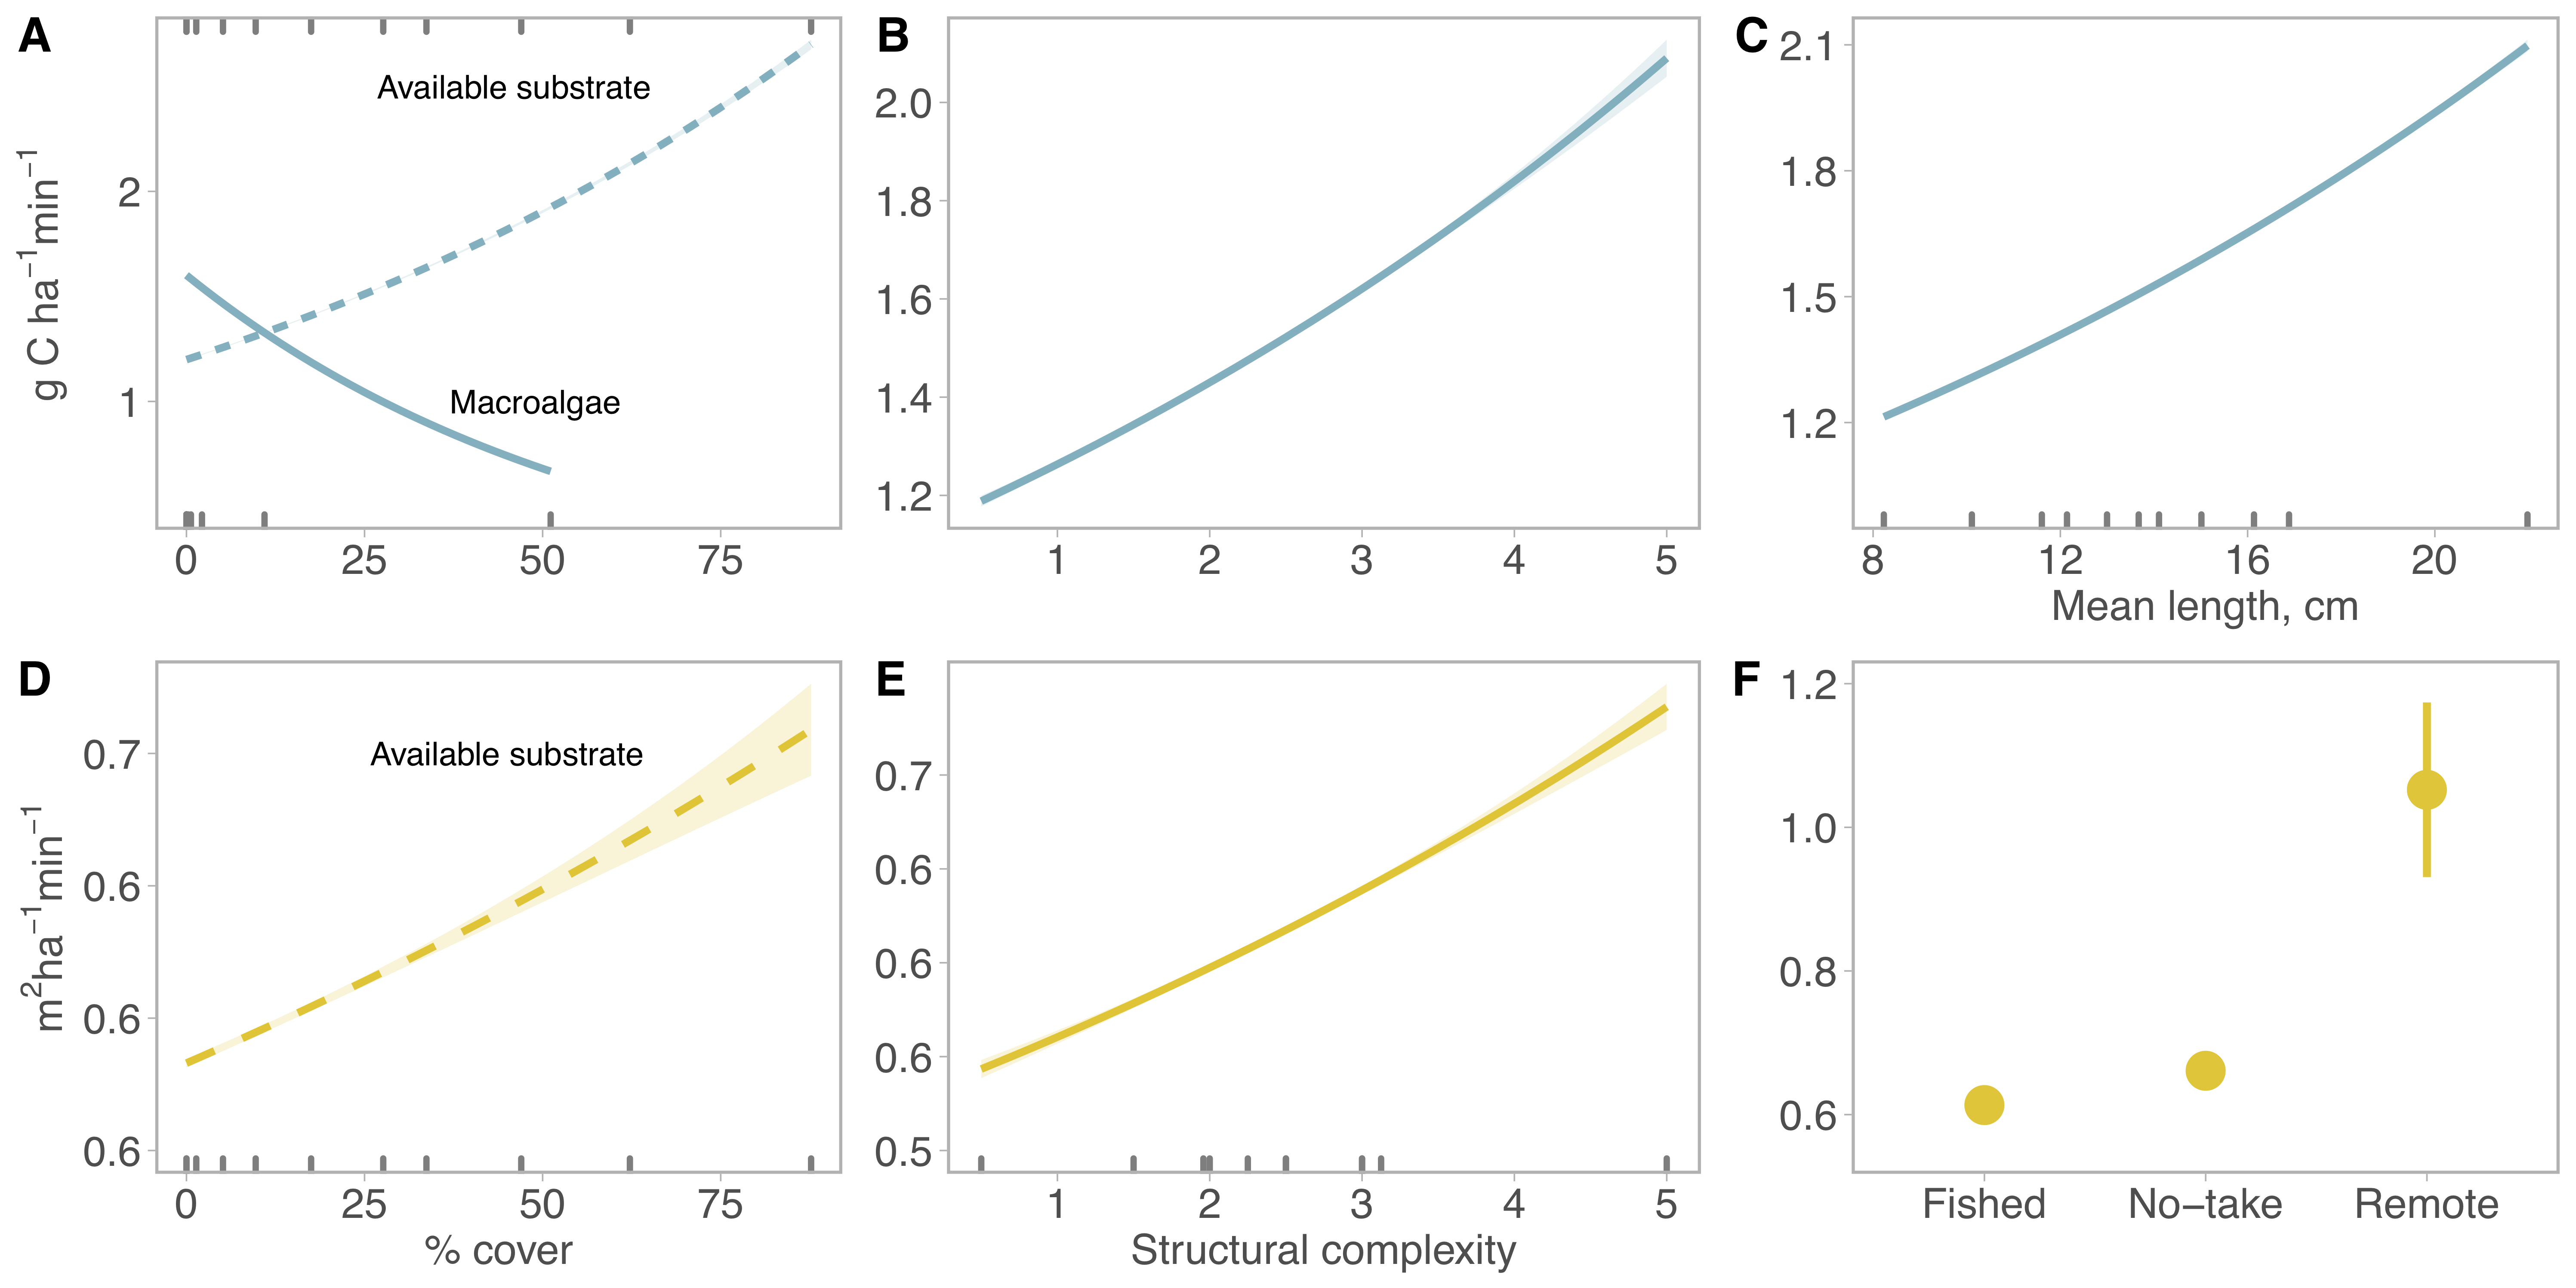 A
g C ha⁻¹min⁻¹
2
1
Available substrate
Macroalgae
0 25 50 75
B
2.0
1.8
1.6
1.4
1.2
1 2 3 4 5
C
2.1
1.8
1.5
1.2
8 12 16 20
Mean length, cm
D
m²ha⁻¹min⁻¹
0.7
0.6
0.6
0.6
Available substrate
0 25 50 75
% cover
E
0.7
0.6
0.6
0.6
0.5
1 2 3 4 5
Structural complexity
F
1.2
1.0
0.8
0.6
Fished No−take Remote